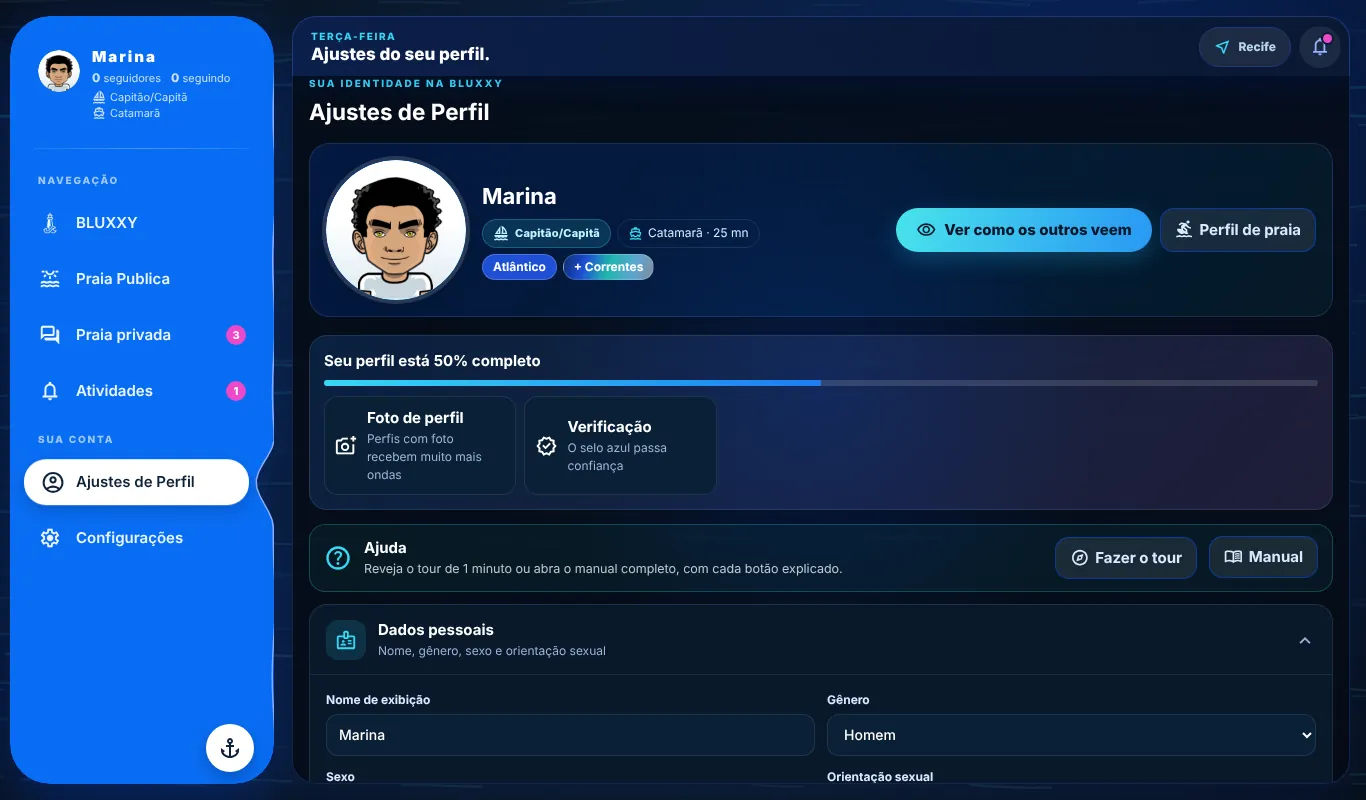 Marina
0 seguidores 0 seguindo
Capitão/Capitã
Catamarã
NAVEGAÇÃO
BLUXXY
Praia Publica
Praia privada 3
Atividades 1
SUA CONTA
Ajustes de Perfil
Configurações
TERÇA-FEIRA
Ajustes do seu perfil.
Recife
SUA IDENTIDADE NA BLUXXY
Ajustes de Perfil
Marina
Capitão/Capitã
Catamarã · 25 mn
Atlântico
+ Correntes
Ver como os outros veem
Perfil de praia
Seu perfil está 50% completo
Foto de perfil
Perfis com foto
recebem muito mais
ondas
Verificação
O selo azul passa
confiança
Ajuda
Reveja o tour de 1 minuto ou abra o manual completo, com cada botão explicado.
Fazer o tour
Manual
Dados pessoais
Nome, gênero, sexo e orientação sexual
Nome de exibição
Gênero
Marina
Homem
Sexo
Orientação sexual